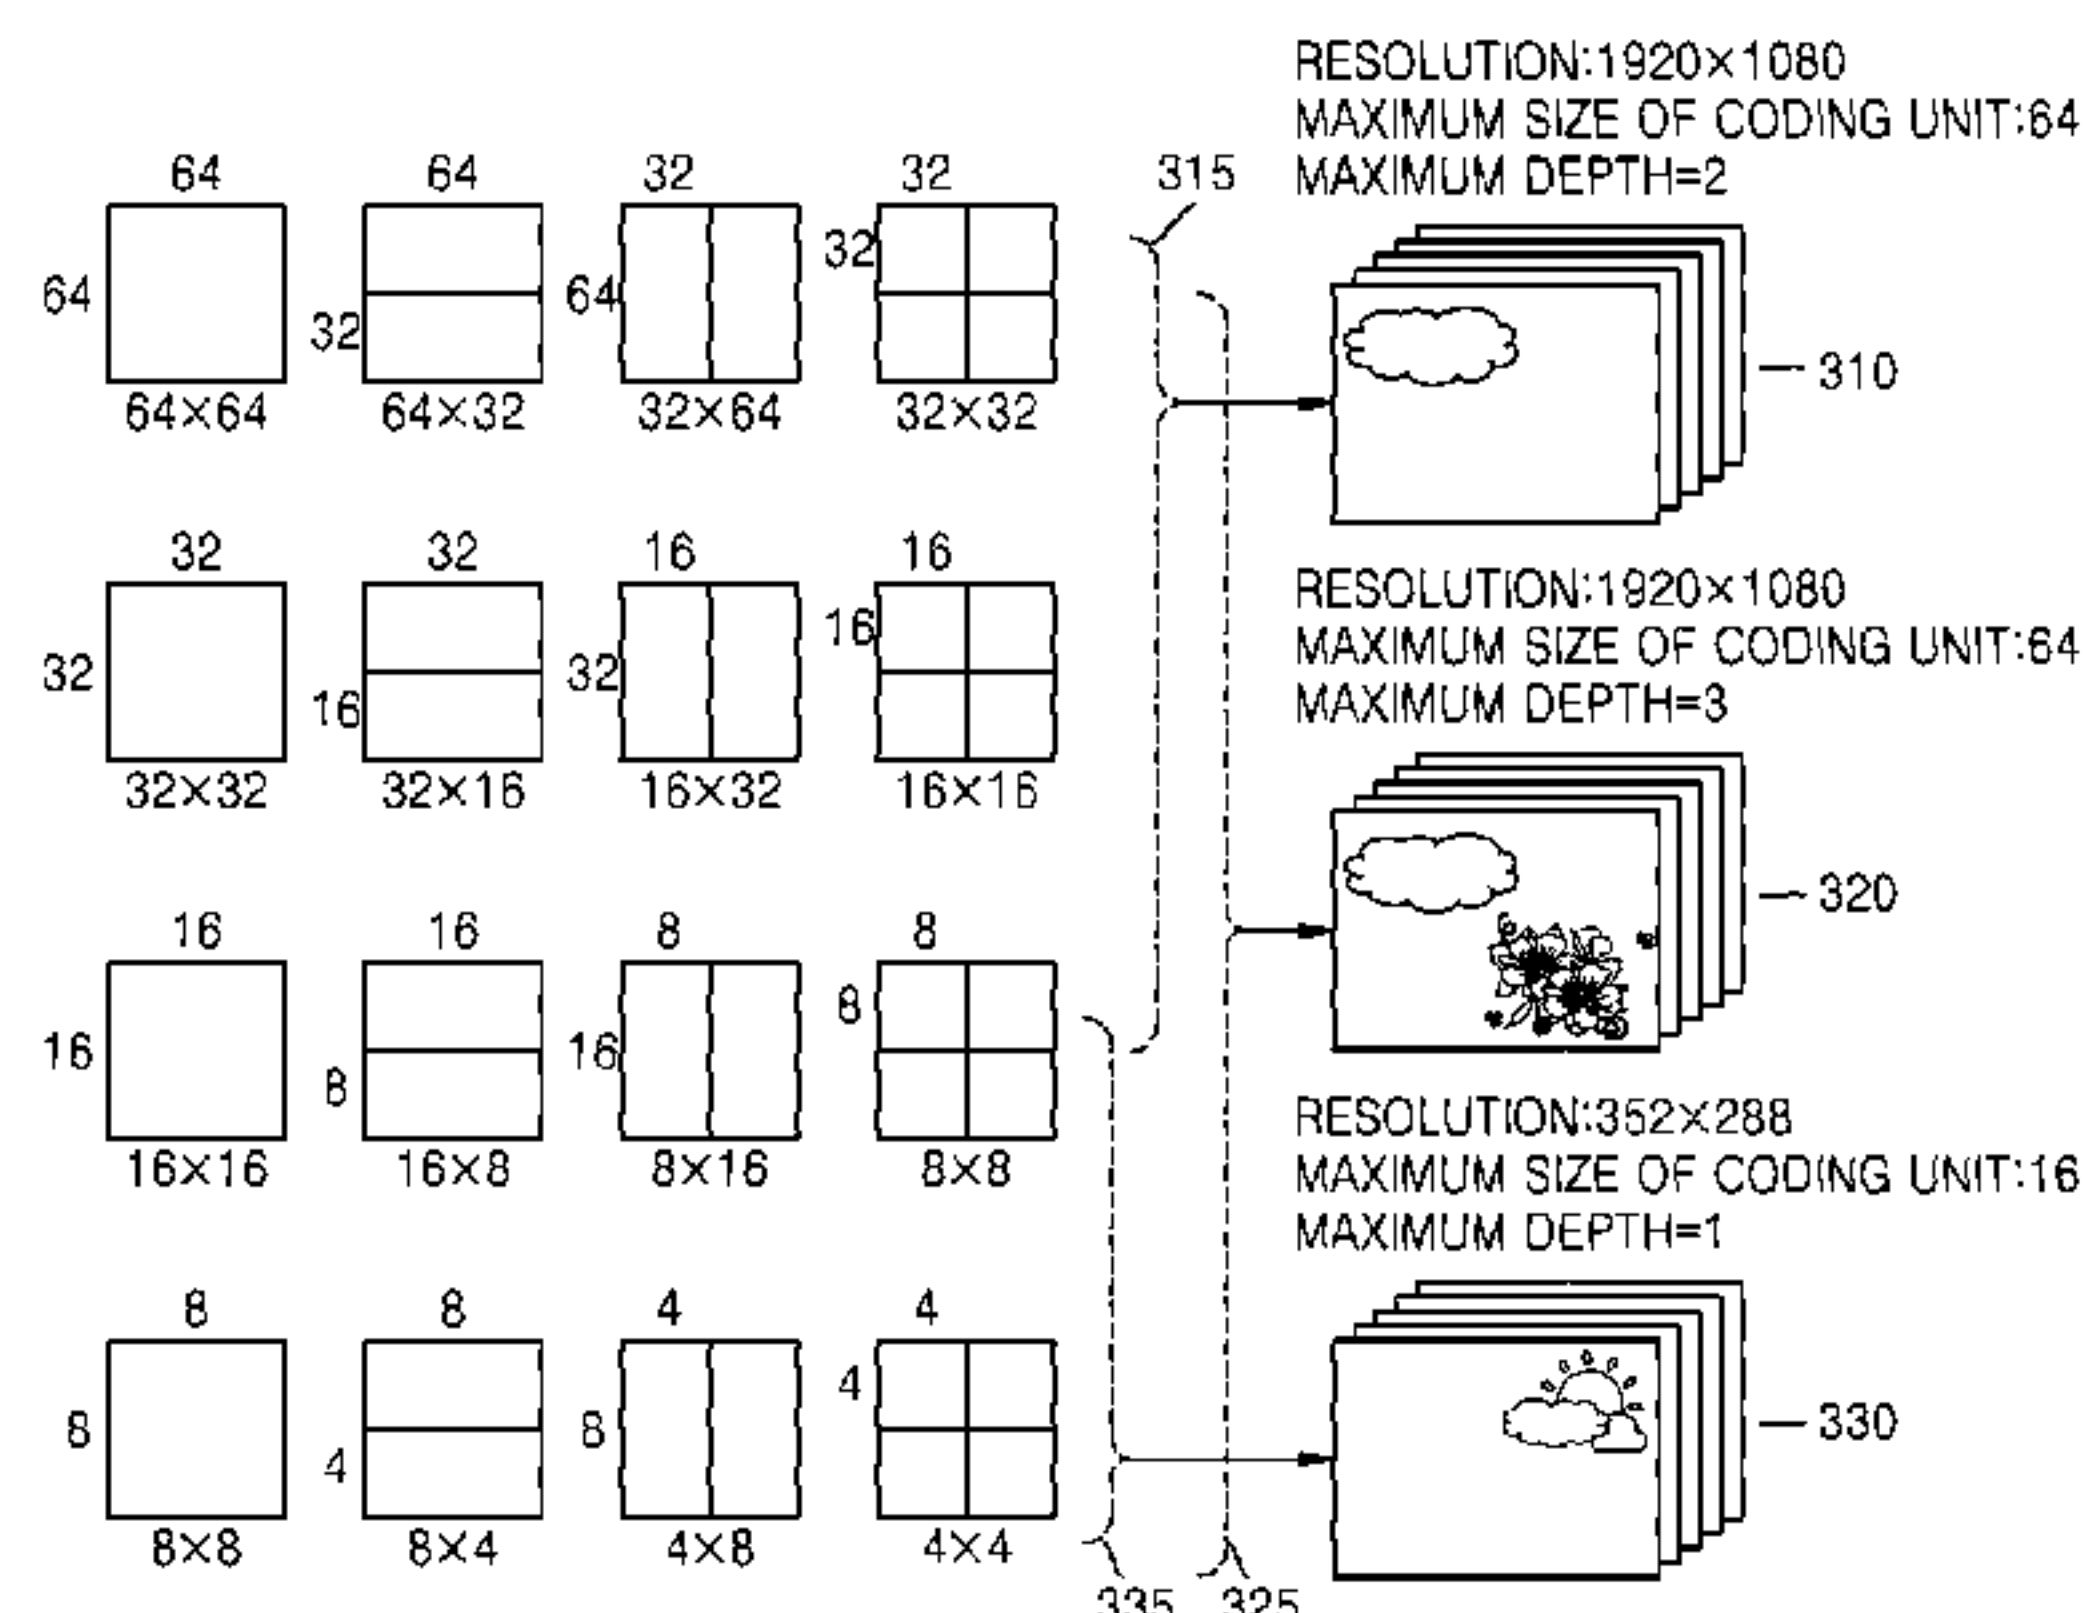 RESOLUTION:1920×1080
MAXIMUM SIZE OF CODING UNIT:64
MAXIMUM DEPTH=2
64 64 32 32 315
64 32 64 32
64×64 64×32 32×64 32×32
310
RESOLUTION:1920×1080
MAXIMUM SIZE OF CODING UNIT:64
MAXIMUM DEPTH=3
32 32 16 16
32 16 32 16
32×32 32×16 16×32 16×16
320
16 16 8 8
16 8 16 8
16×16 16×8 8×16 8×8
RESOLUTION:352×288
MAXIMUM SIZE OF CODING UNIT:16
MAXIMUM DEPTH=1
8 8 4 4
8 4 8 4
8×8 8×4 4×8 4×4
330
335 325